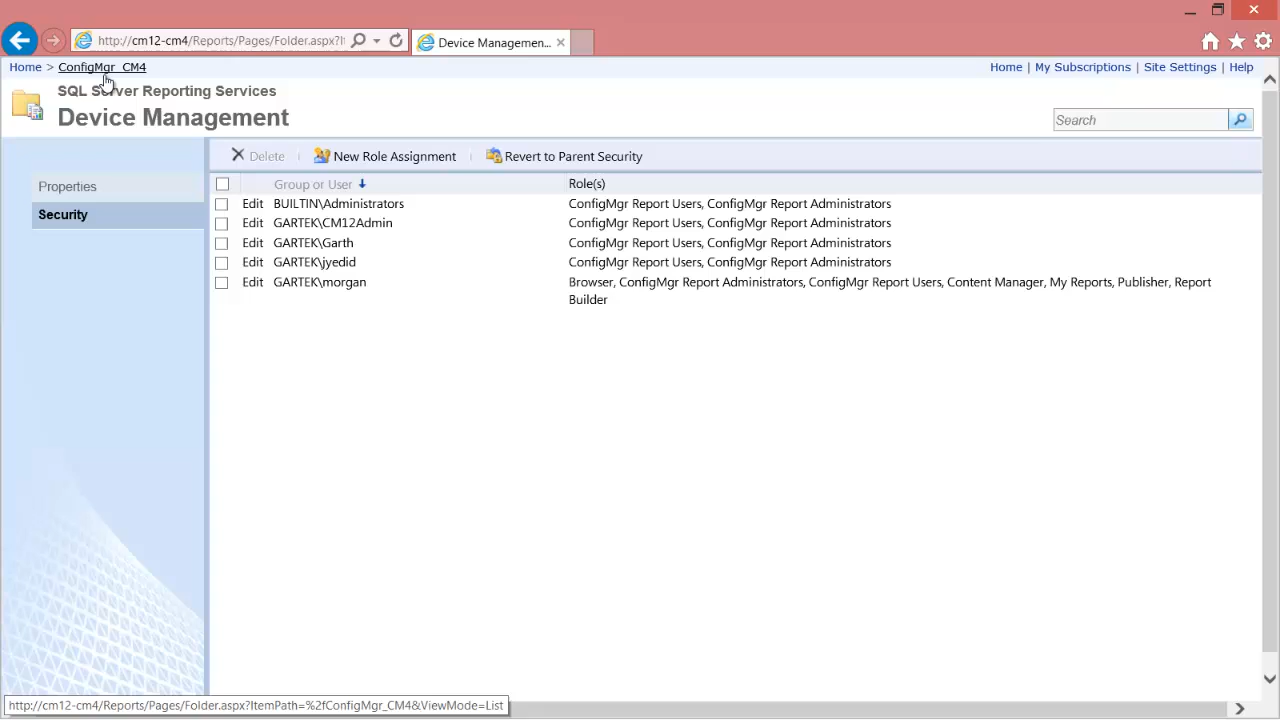 http://cm12-cm4/Reports/Pages/Folder.aspx?It
Device Managemen...
Home > ConfigMgr_CM4
Home | My Subscriptions | Site Settings | Help
SQL Server Reporting Services
Device Management
Search
Delete
New Role Assignment
Revert to Parent Security
Properties
Security
Group or User
Role(s)
Edit BUILTIN\Administrators ConfigMgr Report Users, ConfigMgr Report Administrators
Edit GARTEK\CM12Admin ConfigMgr Report Users, ConfigMgr Report Administrators
Edit GARTEK\Garth ConfigMgr Report Users, ConfigMgr Report Administrators
Edit GARTEK\jyedid ConfigMgr Report Users, ConfigMgr Report Administrators
Edit GARTEK\morgan Browser, ConfigMgr Report Administrators, ConfigMgr Report Users, Content Manager, My Reports, Publisher, Report
Builder
http://cm12-cm4/Reports/Pages/Folder.aspx?ItemPath=%2fConfigMgr_CM4&ViewMode=List